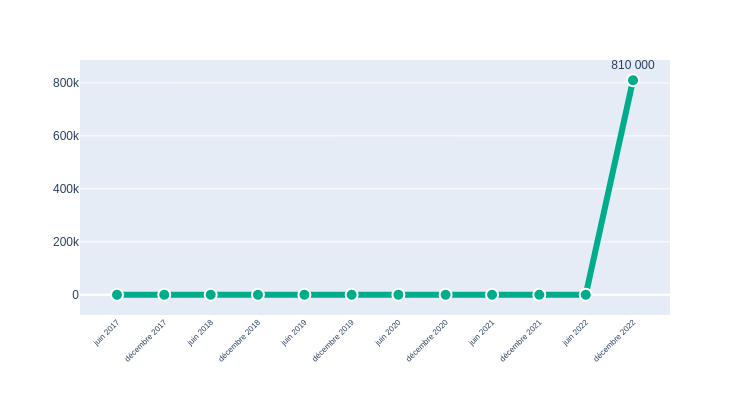 810 000
800k
600k
400k
200k
0
juin 2017
décembre 2017
juin 2018
décembre 2018
juin 2019
décembre 2019
juin 2020
décembre 2020
juin 2021
décembre 2021
juin 2022
décembre 2022